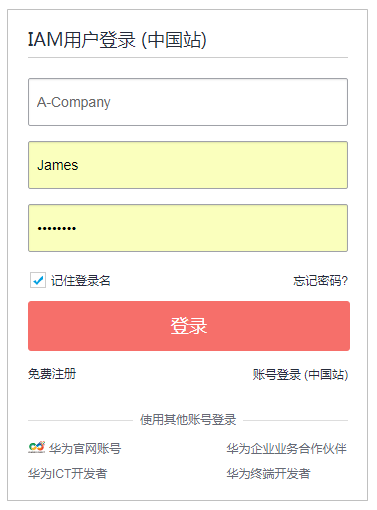 IAM用户登录 (中国站)
A-Company
James
••••••••
记住登录名 忘记密码?
登录
免费注册 账号登录 (中国站)
使用其他账号登录
华为官网账号 华为企业业务合作伙伴
华为ICT开发者 华为终端开发者